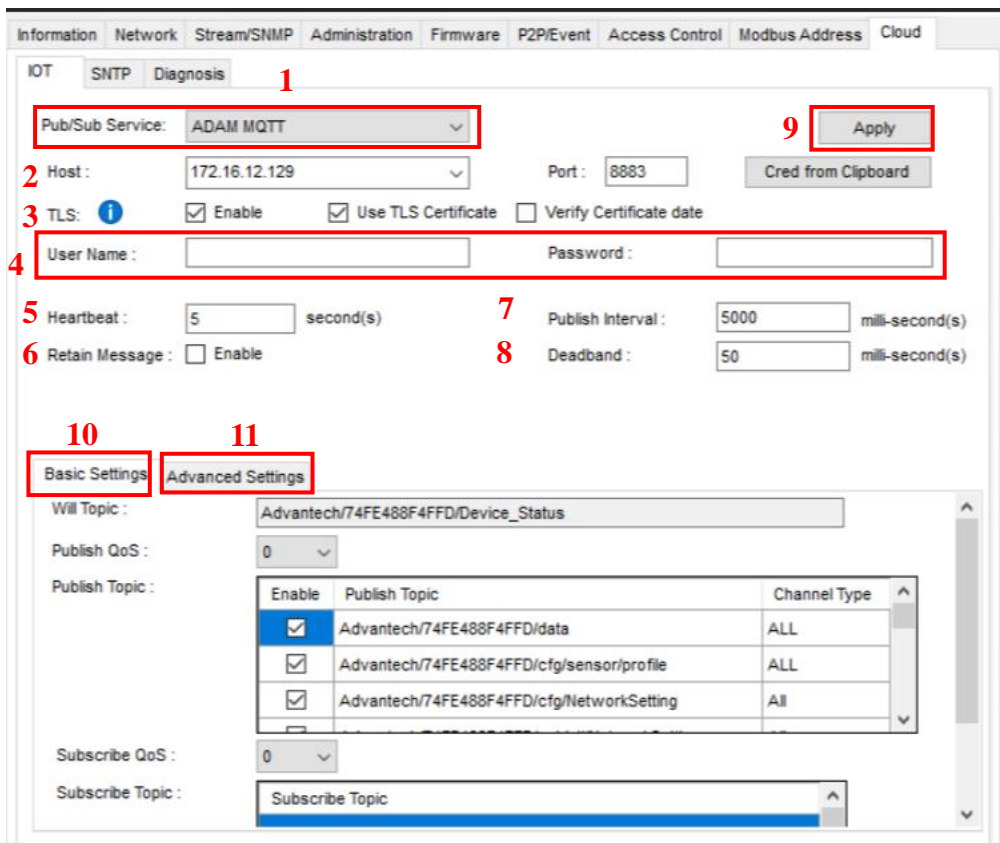 Information Network Stream/SNMP Administration Firmware P2P/Event Access Control Modbus Address Cloud
IOT SNTP Diagnosis
1
Pub/Sub Service: ADAM MQTT 9 Apply
2 Host : 172.16.12.129 Port : 8883 Cred from Clipboard
3 TLS: i Enable Use TLS Certificate Verify Certificate date
4 User Name : Password :
5 Heartbeat : 5 second(s) 7 Publish Interval : 5000 milli-second(s)
6 Retain Message : Enable 8 Deadband : 50 milli-second(s)
10 11
Basic Settings Advanced Settings
Will Topic : Advantech/74FE488F4FFD/Device_Status
Publish QoS : 0
Publish Topic : Enable Publish Topic Channel Type
Advantech/74FE488F4FFD/data ALL
Advantech/74FE488F4FFD/cfg/sensor/profile ALL
Advantech/74FE488F4FFD/cfg/NetworkSetting All
Subscribe QoS : 0
Subscribe Topic : Subscribe Topic